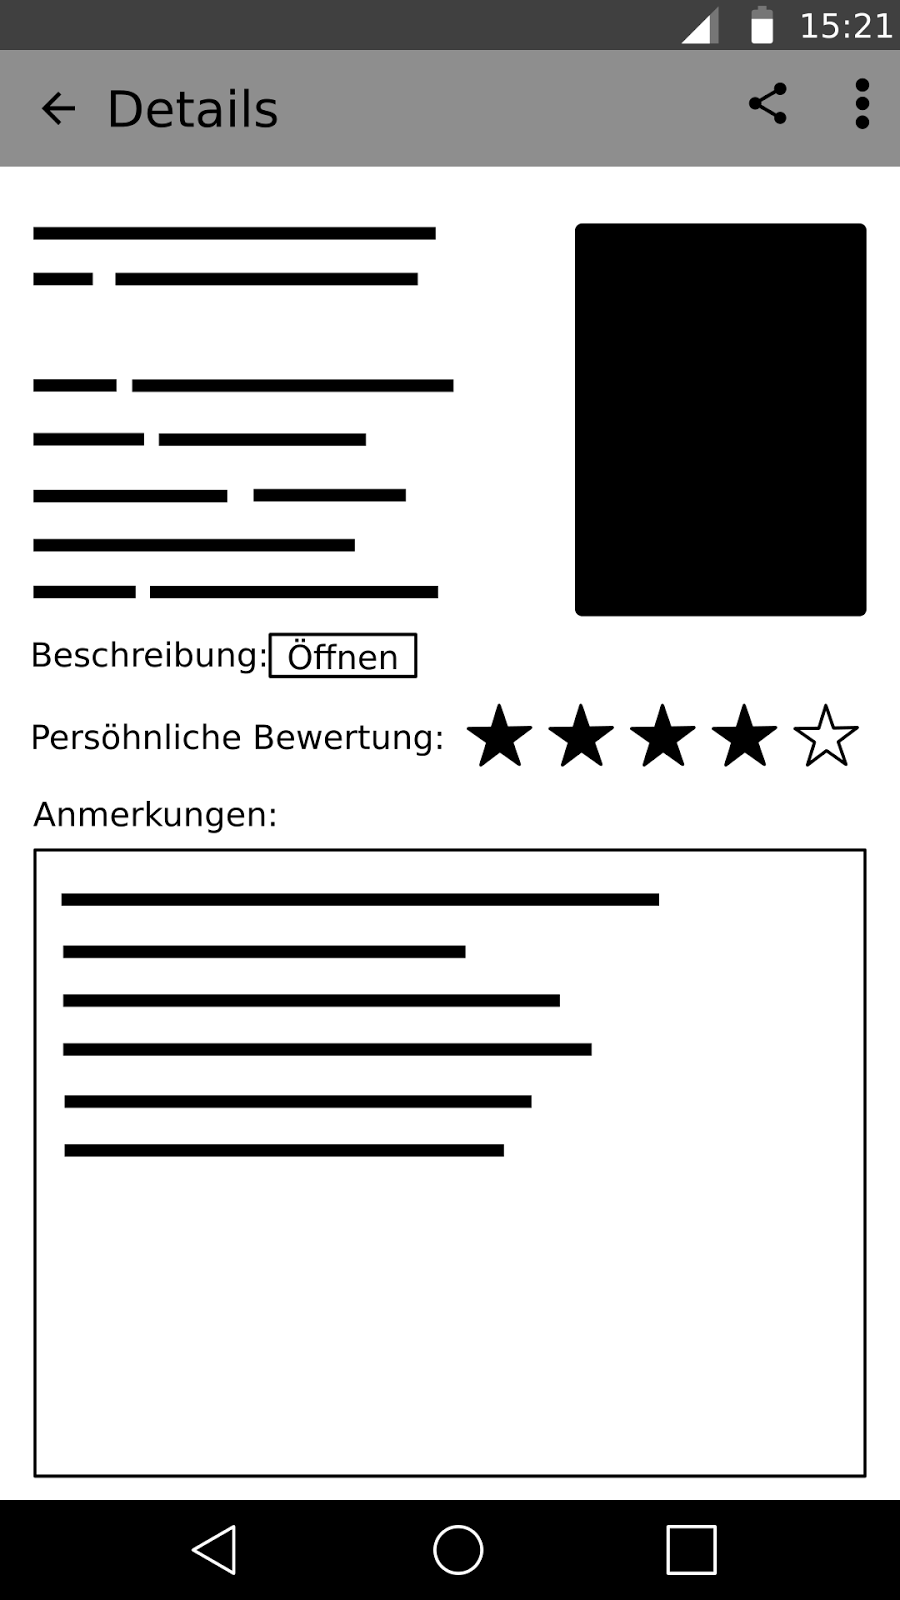 15:21
Details
Beschreibung: Öffnen
Persöhnliche Bewertung:
Anmerkungen: